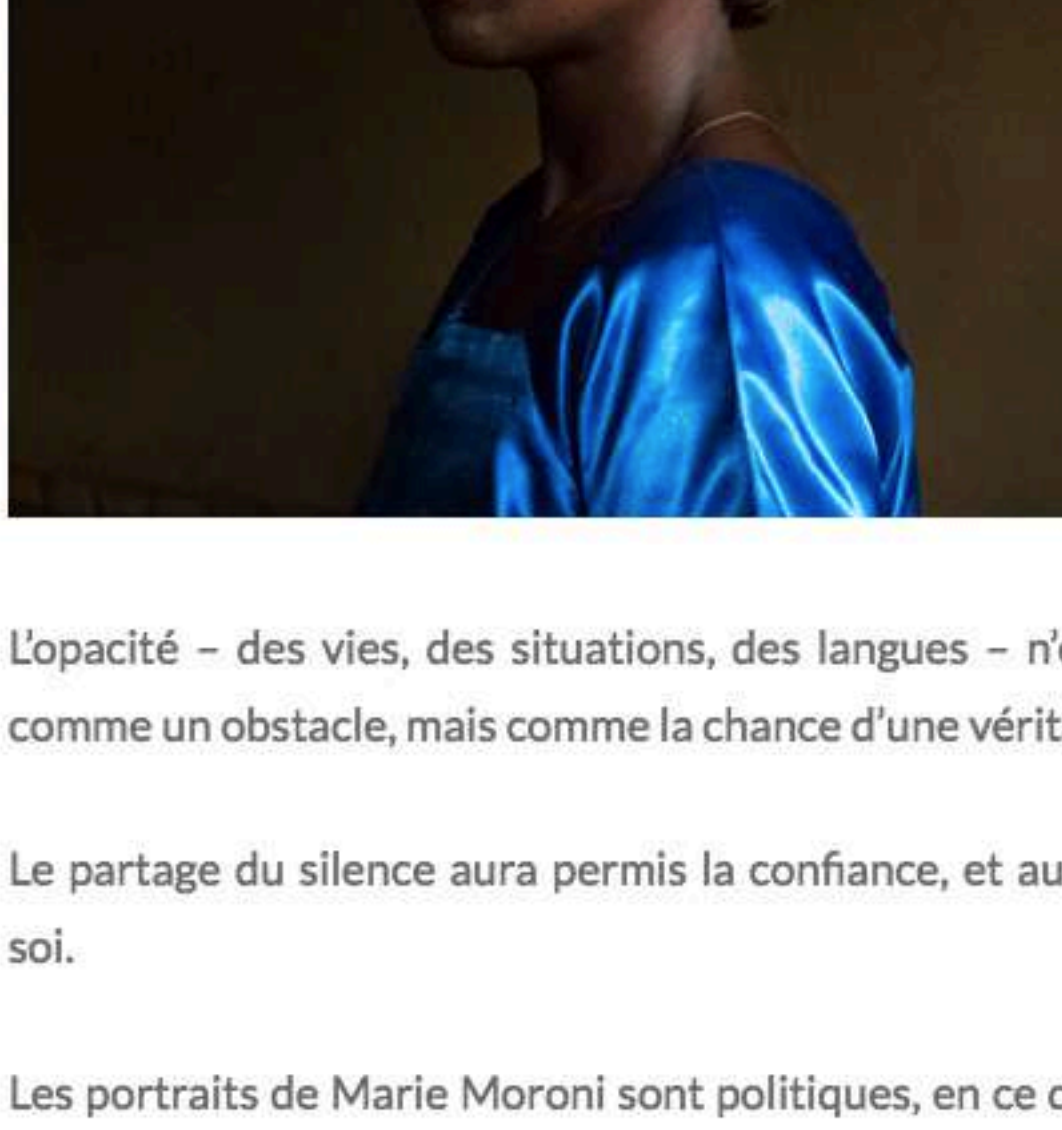 L'opacité – des vies, des situations, des langues –
comme un obstacle, mais comme la chance d'une
Le partage du silence aura permis la confiance, et
soi.
Les portraits de Marie Moroni sont politiques, en ce